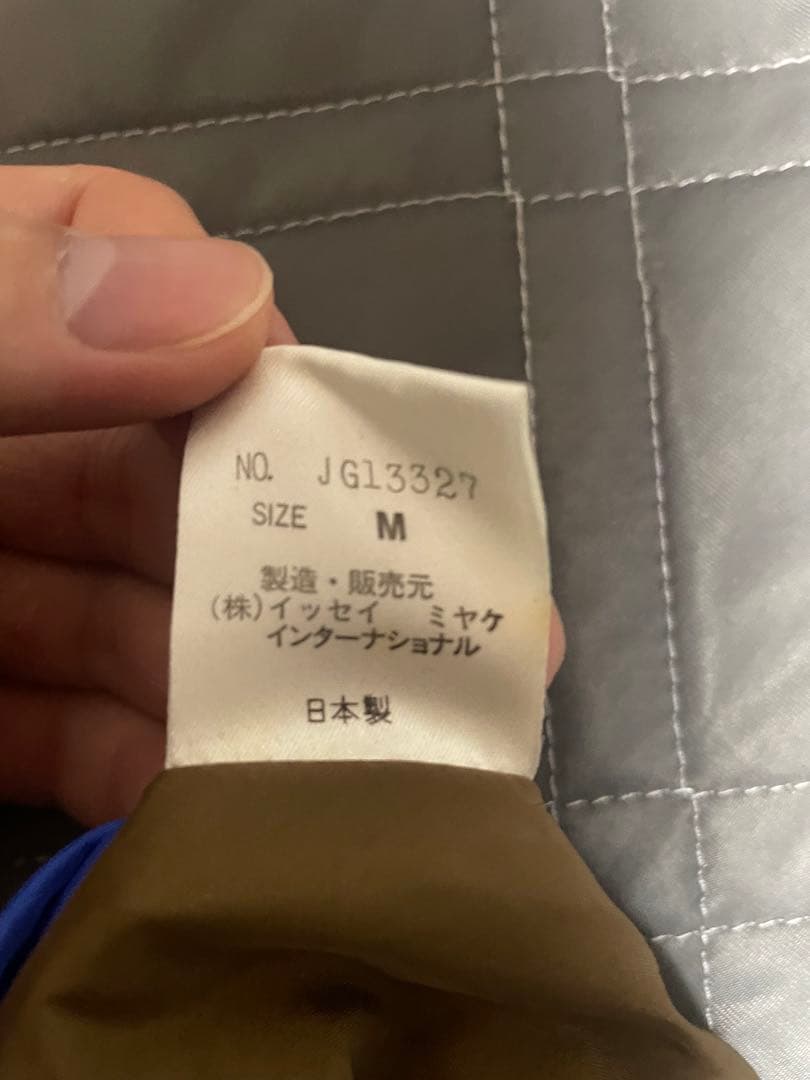 NO. JG13327
SIZE M
製造・販売元
(株)イッセイ ミヤケ
インターナショナル
日本製